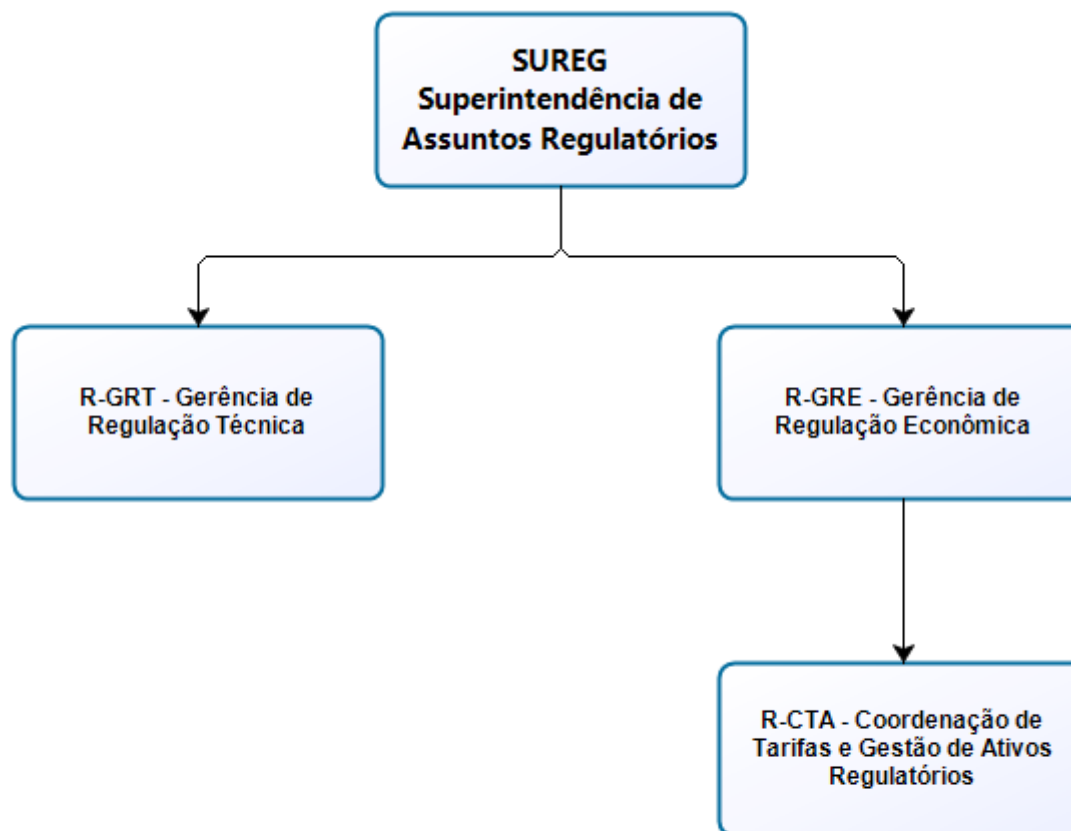 SUREG
Superintendência de
Assuntos Regulatórios
R-GRT - Gerência de
Regulação Técnica
R-GRE - Gerência de
Regulação Econômica
R-CTA - Coordenação de
Tarifas e Gestão de Ativos
Regulatórios